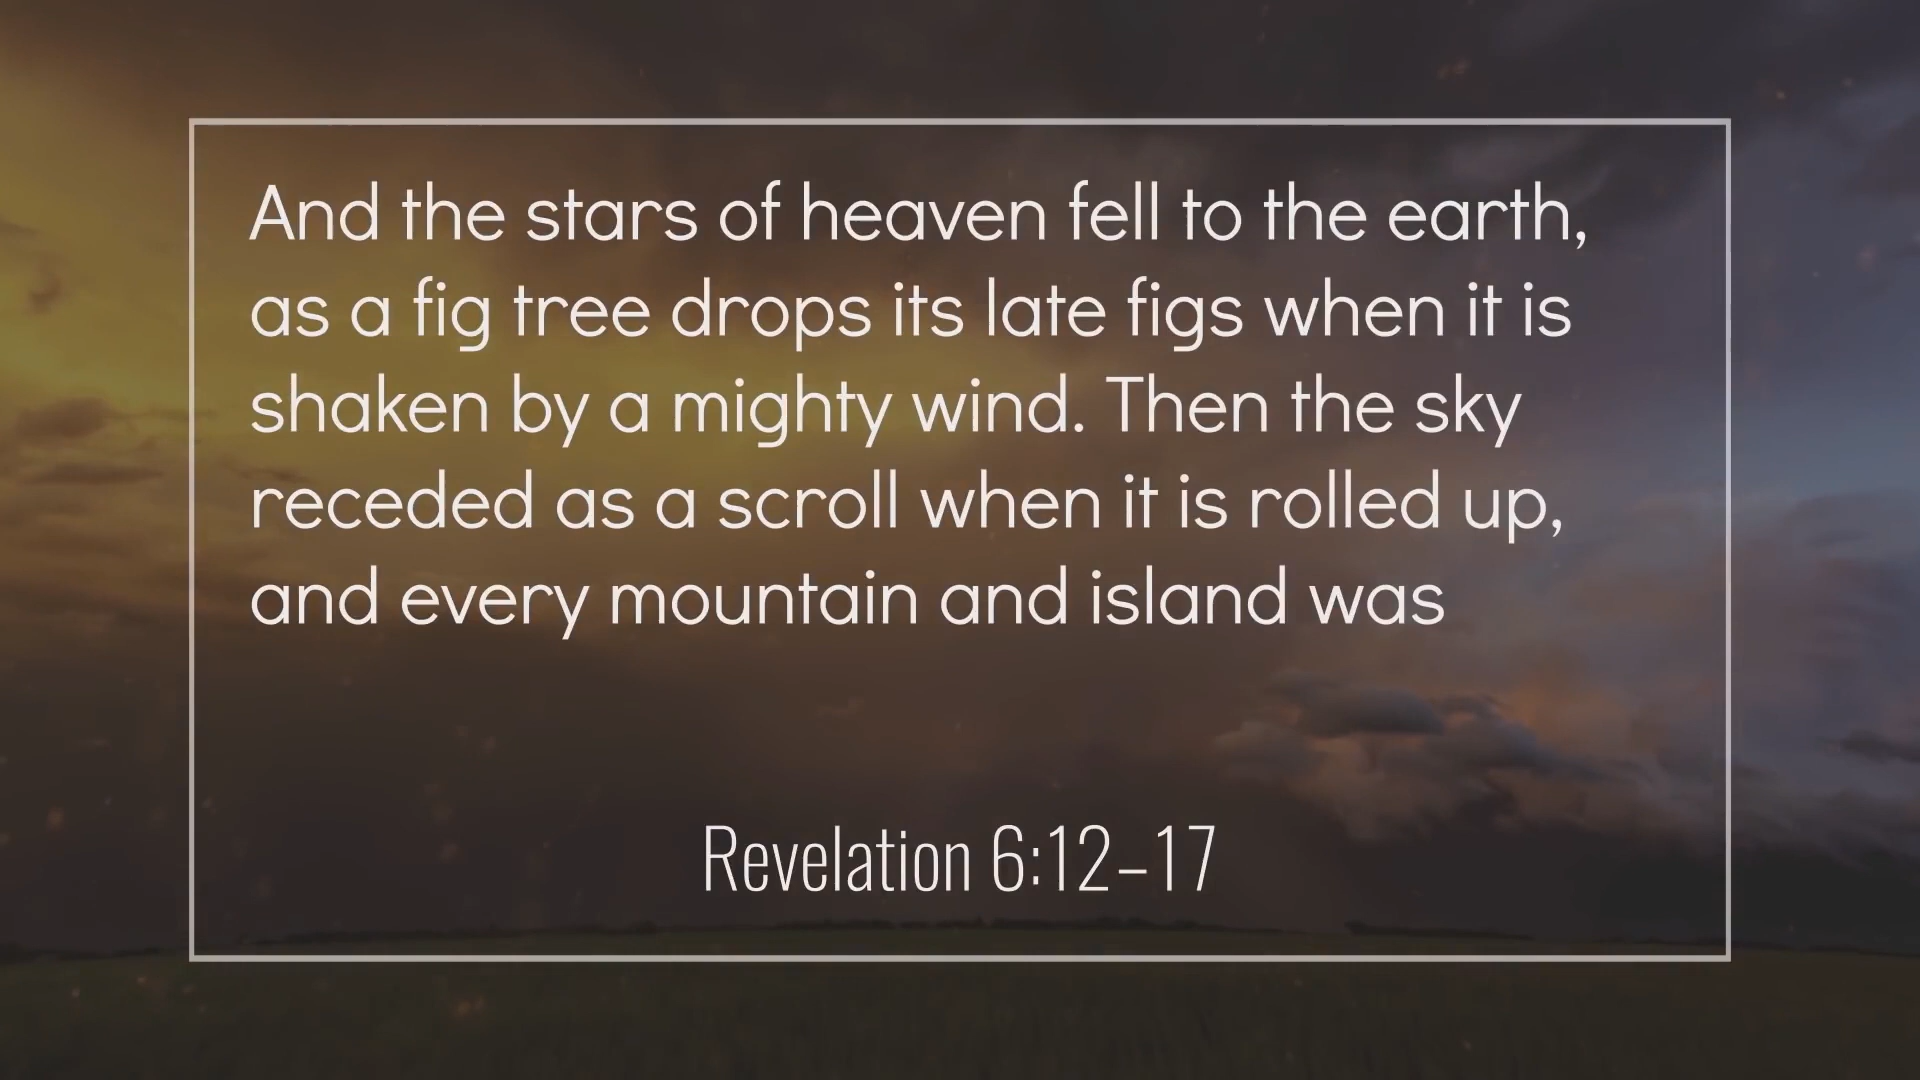 And the stars of heaven fell to the earth,
as a fig tree drops its late figs when it is
shaken by a mighty wind. Then the sky
receded as a scroll when it is rolled up,
and every mountain and island was
Revelation 6:12–17